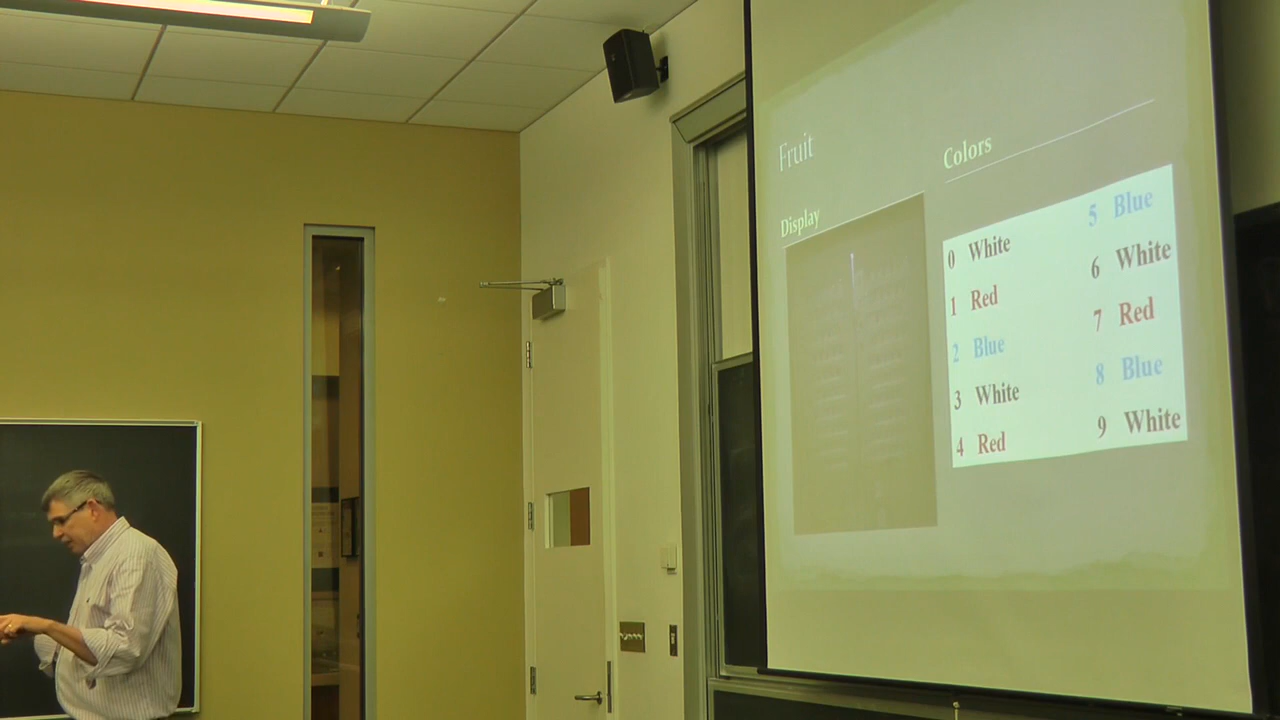 Fruit
Colors
Display
0 White
1 Red
2 Blue
3 White
4 Red
5 Blue
6 White
7 Red
8 Blue
9 White